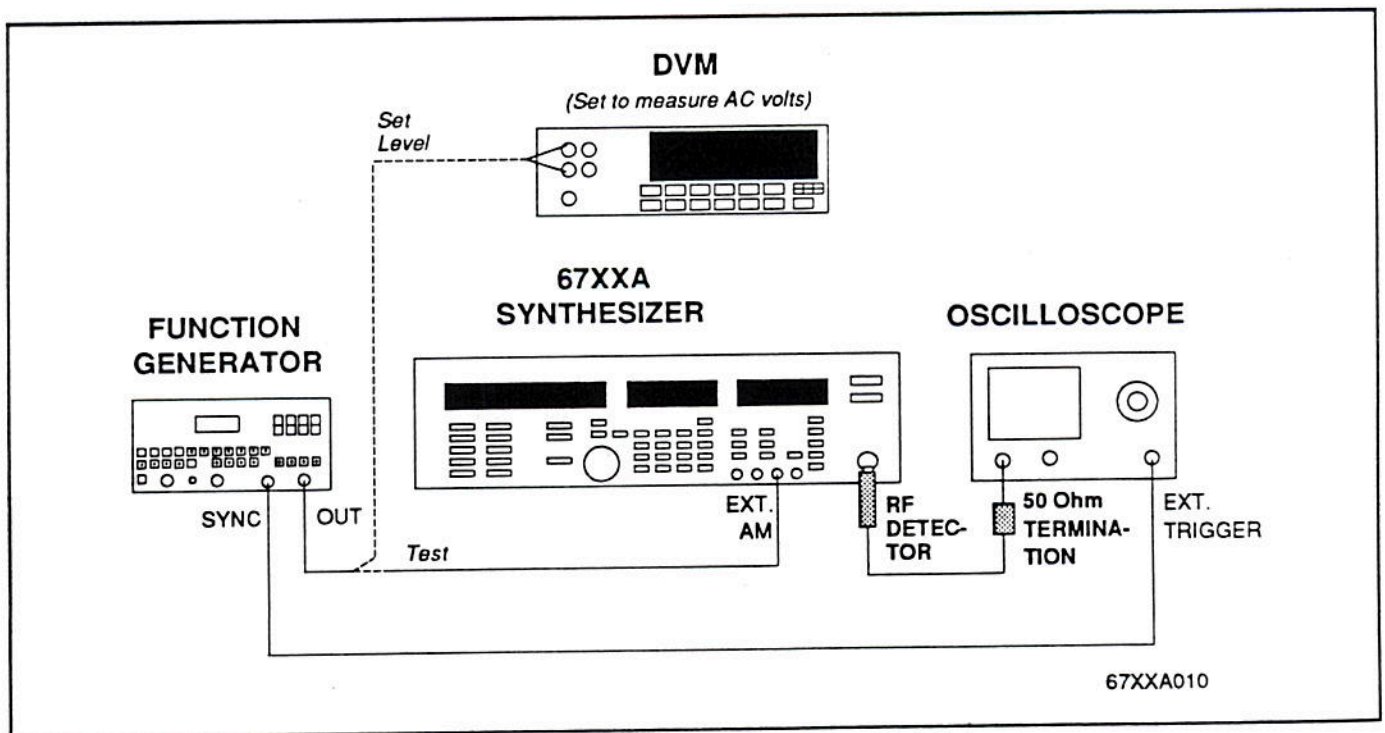 DVM
(Set to measure AC volts)
Set
Level
67XXA
SYNTHESIZER
FUNCTION
GENERATOR
OSCILLOSCOPE
SYNC
OUT
Test
EXT.
AM
RF
DETEC-
TOR
50 Ohm
TERMINA-
TION
EXT.
TRIGGER
67XXA010